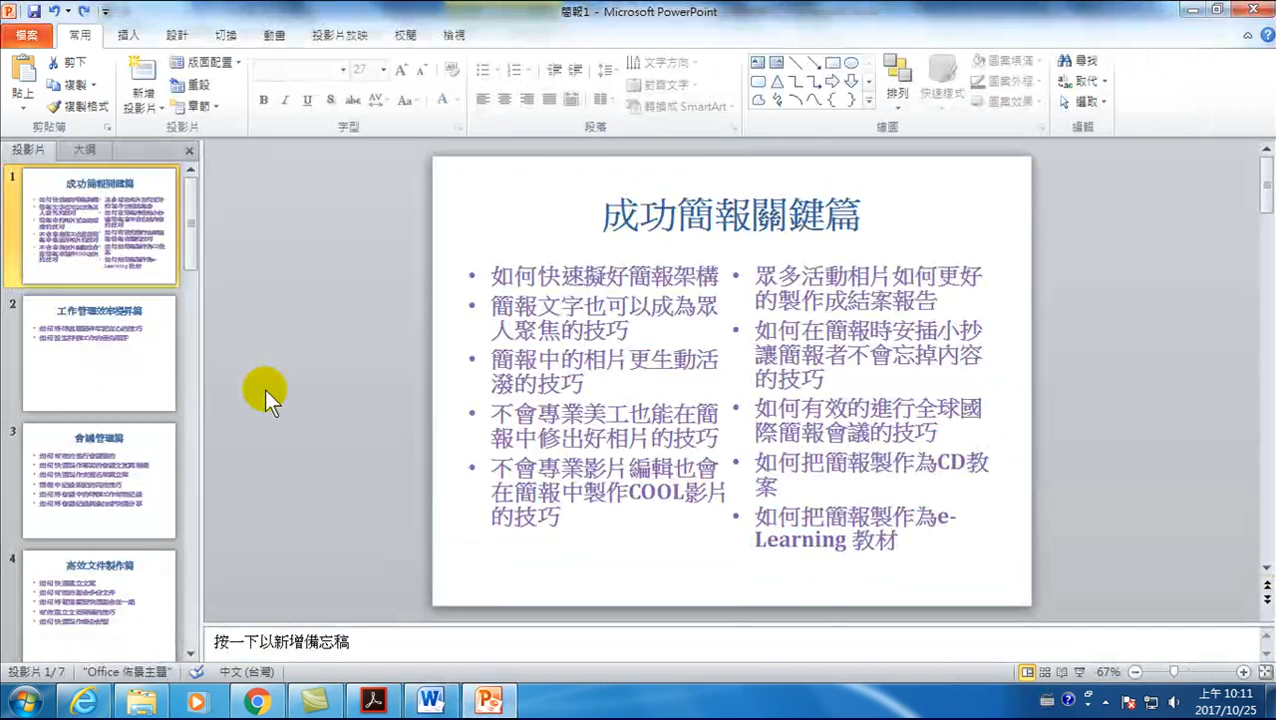 簡報1 - Microsoft PowerPoint
檔案 常用 插入 設計 切換 動畫 投影片放映 校閱 檢視
貼上
剪下
複製
複製格式
剪貼簿
新增
投影片
版面配置
重設
章節
投影片
27
B I U S abc AV Aa A
字型
文字方向
對齊文字
轉換成 SmartArt
段落
排列
快速樣式
圖案填滿
圖案外框
圖案效果
繪圖
尋找
取代
選取
編輯
投影片 大綱
1
成功簡報關鍵篇
2
工作管理效率提昇篇
3
會議管理篇
4
高效文件製作篇
成功簡報關鍵篇
• 如何快速擬好簡報架構
• 簡報文字也可以成為眾
人聚焦的技巧
• 簡報中的相片更生動活
潑的技巧
• 不會專業美工也能在簡
報中修出好相片的技巧
• 不會專業影片編輯也會
在簡報中製作COOL影片
的技巧
• 眾多活動相片如何更好
的製作成結案報告
• 如何在簡報時安插小抄
讓簡報者不會忘掉內容
的技巧
• 如何有效的進行全球國
際簡報會議的技巧
• 如何把簡報製作為CD教
案
• 如何把簡報製作為e-
Learning 教材
按一下以新增備忘稿
投影片 1/7 "Office 佈景主題" 中文 (台灣) 67%
上午 10:11
2017/10/25